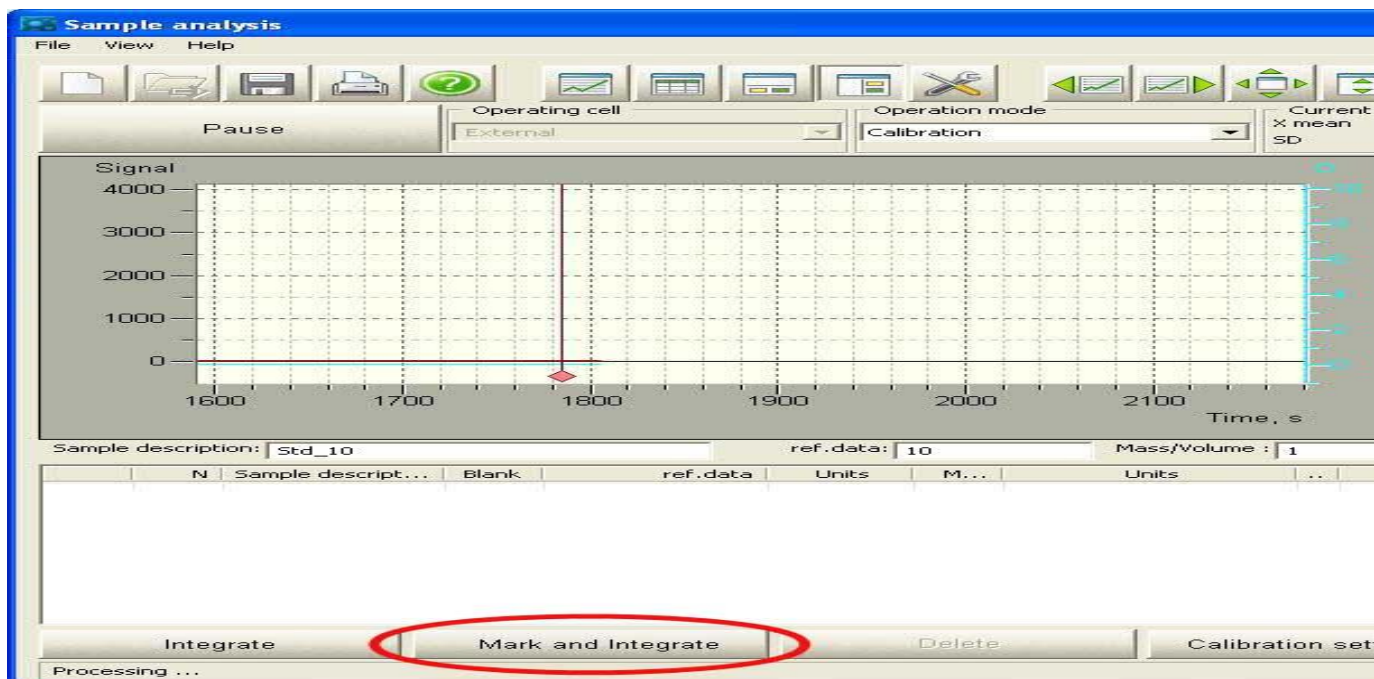 Sample analysis
File View Help
Operating cell Operation mode Current
Pause External Calibration X mean
SD
Signal
4000
3000
2000
1000
0
1600 1700 1800 1900 2000 2100
Time, s
Sample description: Std_10 ref.data: 10 Mass/Volume : 1
N Sample descript... Blank ref.data Units M... Units ..
Integrate Mark and Integrate Delete Calibration set
Processing ...